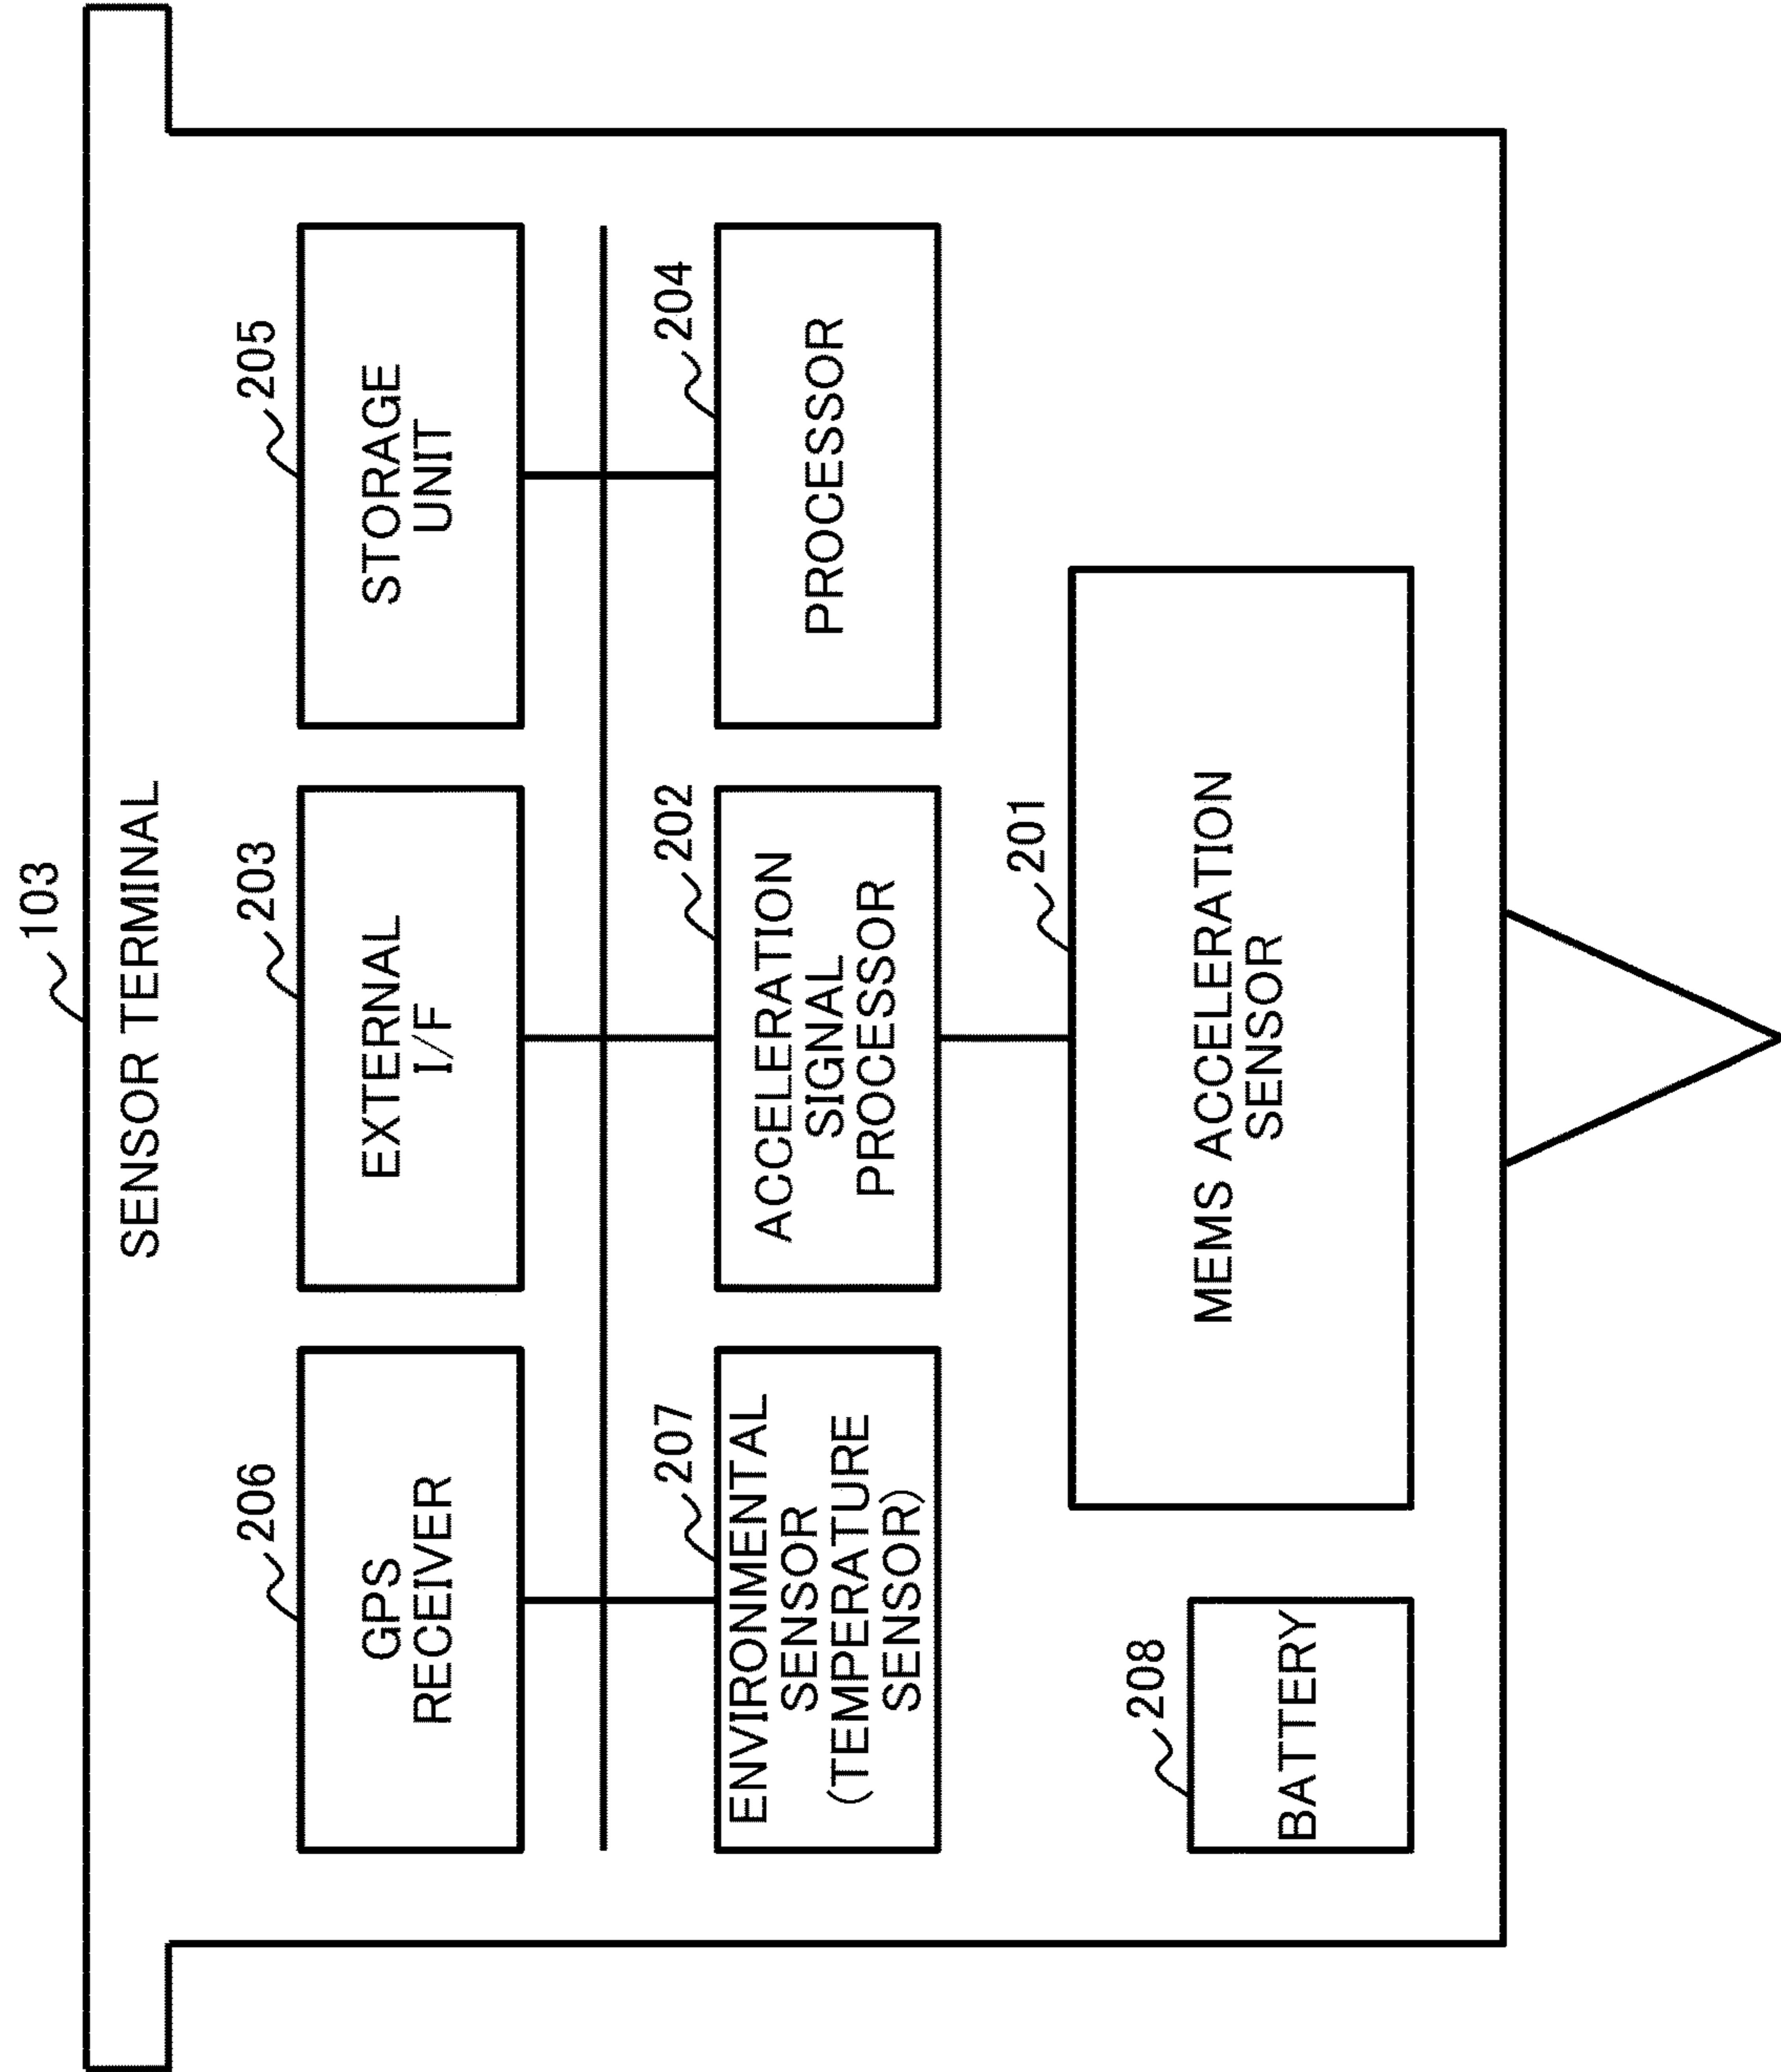 103
SENSOR TERMINAL
206
GPS
RECEIVER
203
EXTERNAL
I/F
205
STORAGE
UNIT
207
ENVIRONMENTAL
SENSOR
(TEMPERATURE
SENSOR)
202
ACCELERATION
SIGNAL
PROCESSOR
204
PROCESSOR
208
BATTERY
201
MEMS ACCELERATION
SENSOR